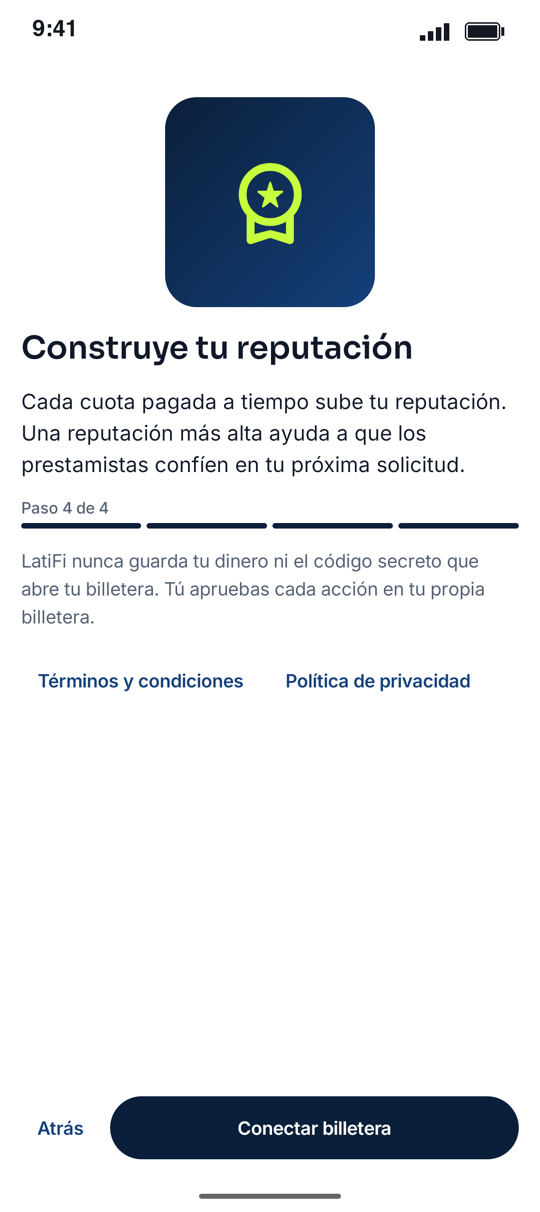 9:41
Construye tu reputación
Cada cuota pagada a tiempo sube tu reputación.
Una reputación más alta ayuda a que los
prestamistas confíen en tu próxima solicitud.
Paso 4 de 4
LatiFi nunca guarda tu dinero ni el código secreto que
abre tu billetera. Tú apruebas cada acción en tu propia
billetera.
Términos y condiciones Política de privacidad
Atrás Conectar billetera